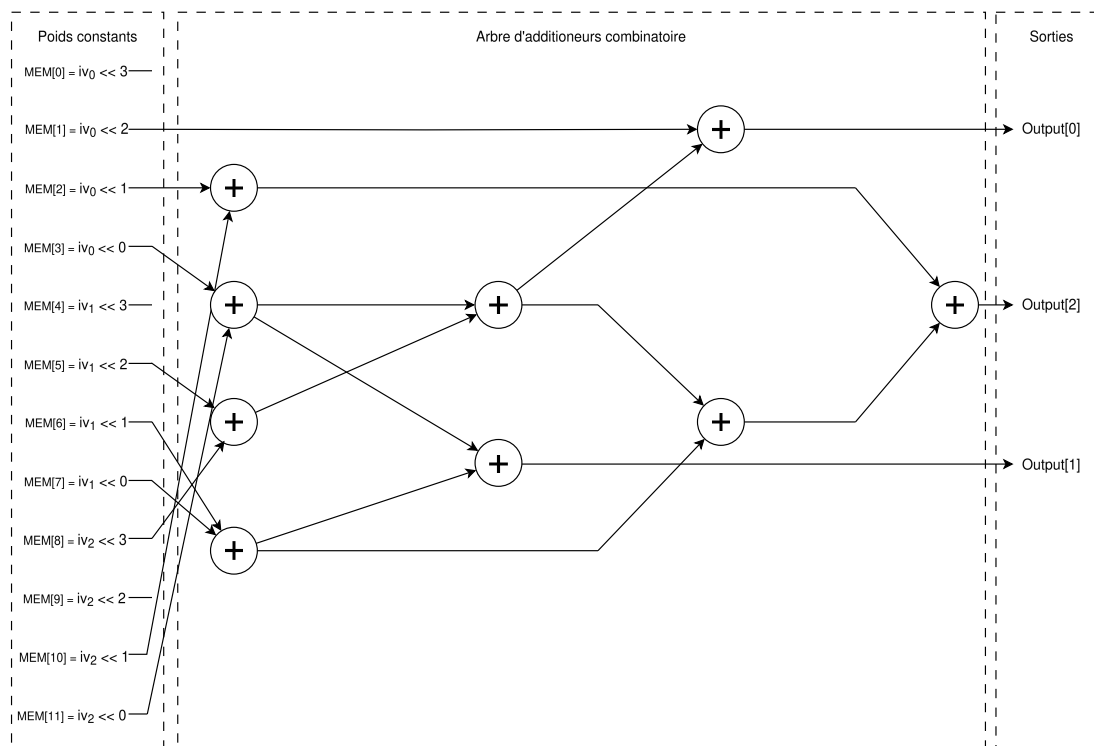 Poids constants
Arbre d'additioneurs combinatoire
Sorties
MEM[0] = iv0 << 3
MEM[1] = iv0 << 2
Output[0]
MEM[2] = iv0 << 1
MEM[3] = iv0 << 0
MEM[4] = iv1 << 3
Output[2]
MEM[5] = iv1 << 2
MEM[6] = iv1 << 1
Output[1]
MEM[7] = iv1 << 0
MEM[8] = iv2 << 3
MEM[9] = iv2 << 2
MEM[10] = iv2 << 1
MEM[11] = iv2 << 0